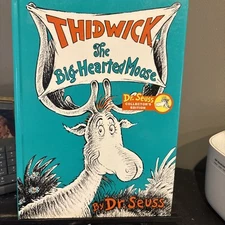 THIDWICK
The
Big-Hearted Moose
Dr. Seuss
COLLECTOR'S
EDITION
By Dr. Seuss